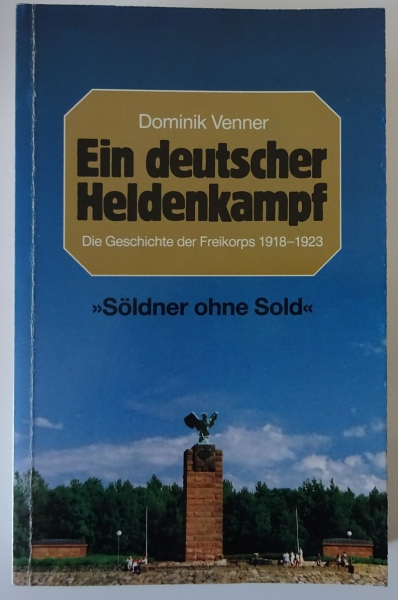 Dominik Venner
Ein deutscher
Heldenkampf
Die Geschichte der Freikorps 1918–1923
»Söldner ohne Sold«